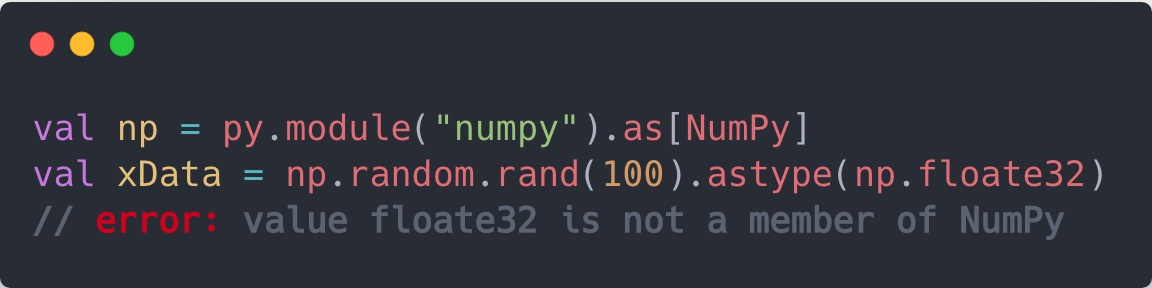 val np = py.module("numpy").as[NumPy]
val xData = np.random.rand(100).astype(np.floate32)
// error: value floate32 is not a member of NumPy